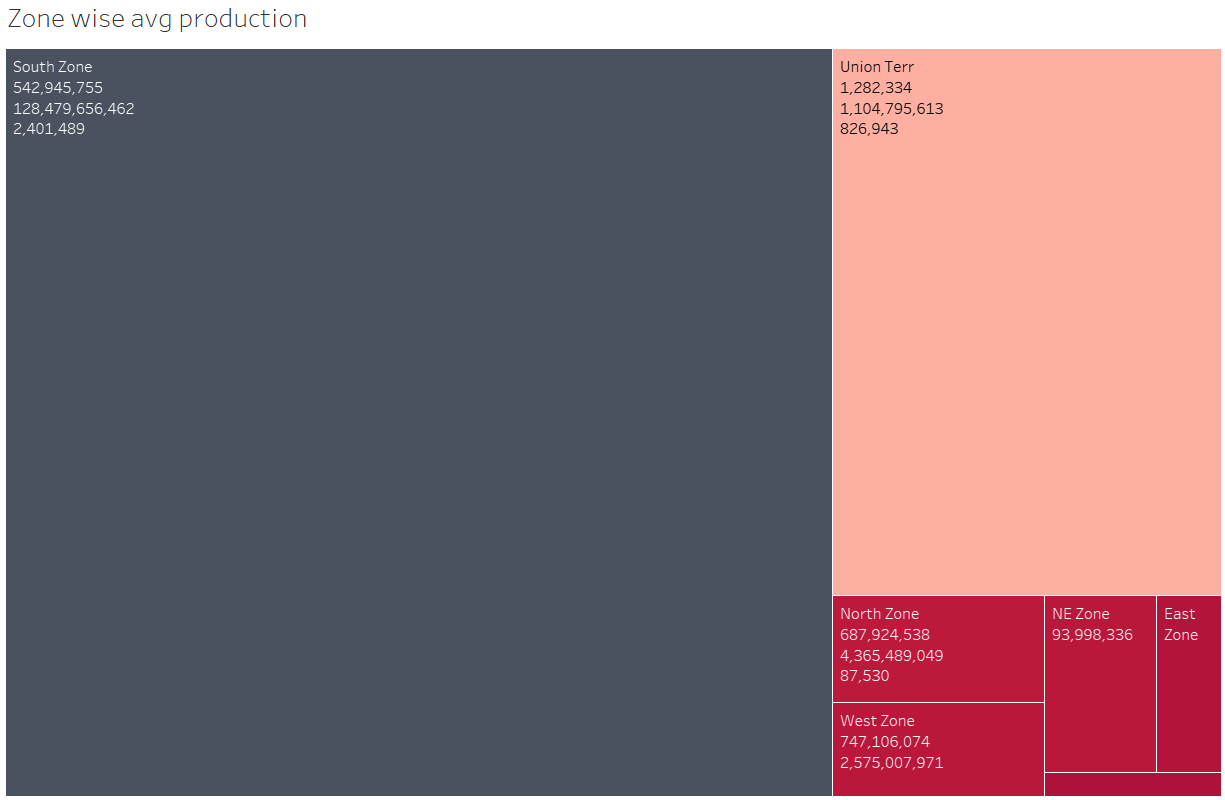 Zone wise avg production
South Zone
542,945,755
128,479,656,462
2,401,489
Union Terr
1,282,334
1,104,795,613
826,943
North Zone
687,924,538
4,365,489,049
87,530
West Zone
747,106,074
2,575,007,971
NE Zone
93,998,336
East
Zone